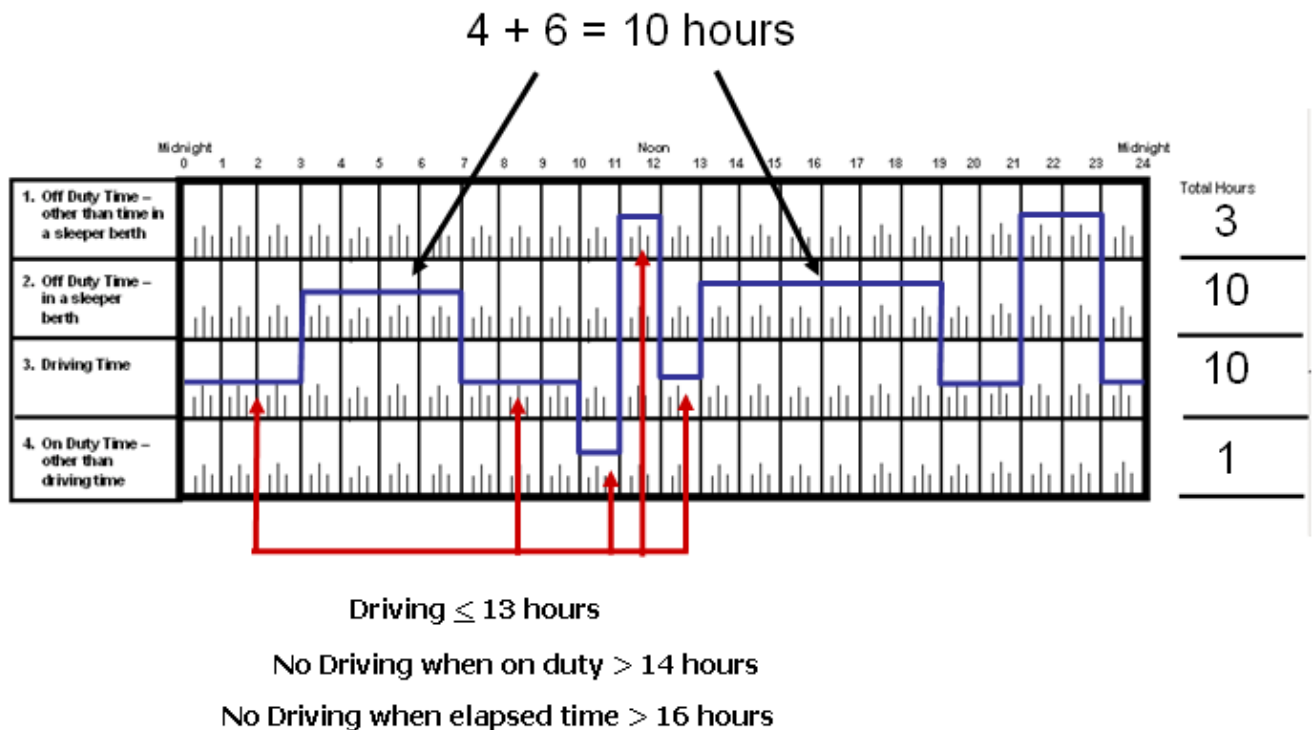 4 + 6 = 10 hours
Midnight Noon Midnight
0 1 2 3 4 5 6 7 8 9 10 11 12 13 14 15 16 17 18 19 20 21 22 23 24
Total Hours
1. Off Duty Time –
other than time in
a sleeper berth
3
2. Off Duty Time –
in a sleeper
berth
10
3. Driving Time
10
4. On Duty Time –
other than
driving time
1
Driving ≤ 13 hours
No Driving when on duty > 14 hours
No Driving when elapsed time > 16 hours